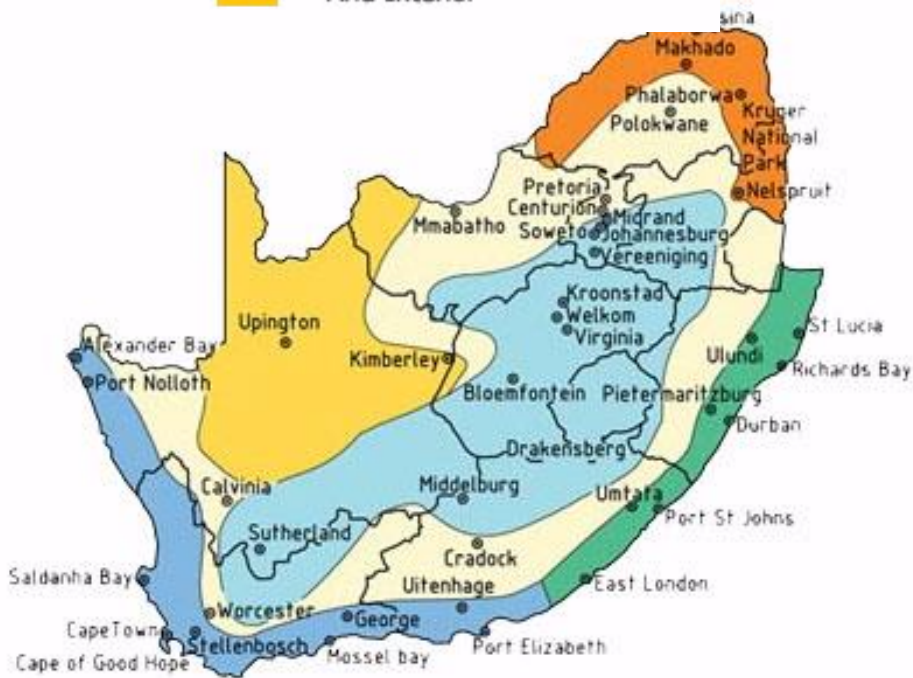 Arid Interior
Makhado
Phalaborwa
Polokwane
Kryger
National
Park
Nelspruit
Pretoria
Centurion
Midrand
Soweto
Johannesburg
Vereeniging
Mmabatho
Kroonstad
Welkom
Virginia
Upington
Kimberley
Bloemfontein
Alexander Bay
Port Nolloth
St Lucia
Ulundi
Richards Bay
Pietermaritzburg
Durban
Drakensberg
Calvinia
Middelburg
Umtata
Port St Johns
Sutherland
Cradock
Saldanha Bay
Uitenhage
East London
Worcester
George
Cape Town
Stellenbosch
Mossel bay
Port Elizabeth
Cape of Good Hope